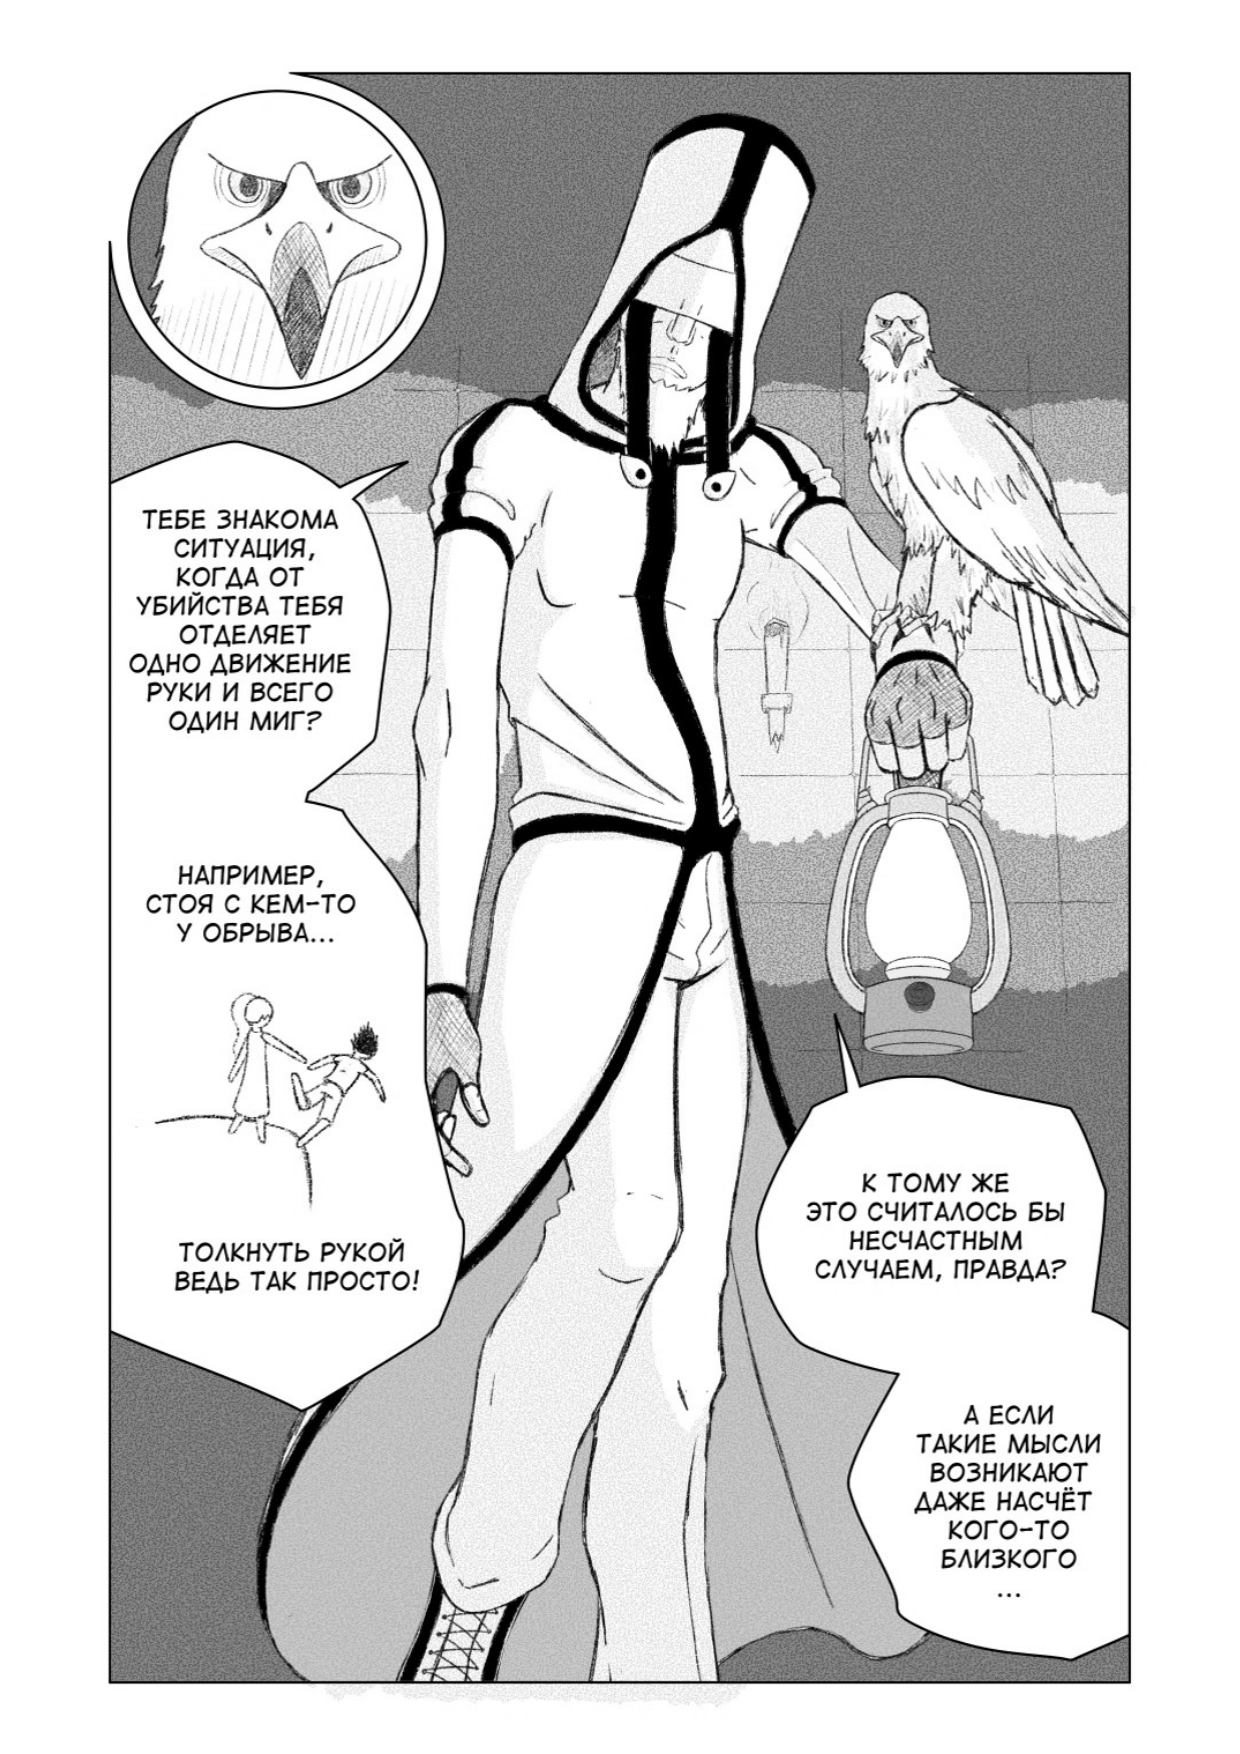 ТЕБЕ ЗНАКОМА
СИТУАЦИЯ,
КОГДА ОТ
УБИЙСТВА ТЕБЯ
ОТДЕЛЯЕТ
ОДНО ДВИЖЕНИЕ
РУКИ И ВСЕГО
ОДИН МИГ?
НАПРИМЕР,
СТОЯ С КЕМ-ТО
У ОБРЫВА...
ТОЛКНУТЬ РУКОЙ
ВЕДЬ ТАК ПРОСТО!
К ТОМУ ЖЕ
ЭТО СЧИТАЛОСЬ БЫ
НЕСЧАСТНЫМ
СЛУЧАЕМ, ПРАВДА?
А ЕСЛИ
ТАКИЕ МЫСЛИ
ВОЗНИКАЮТ
ДАЖЕ НАСЧЁТ
КОГО-ТО
БЛИЗКОГО
...